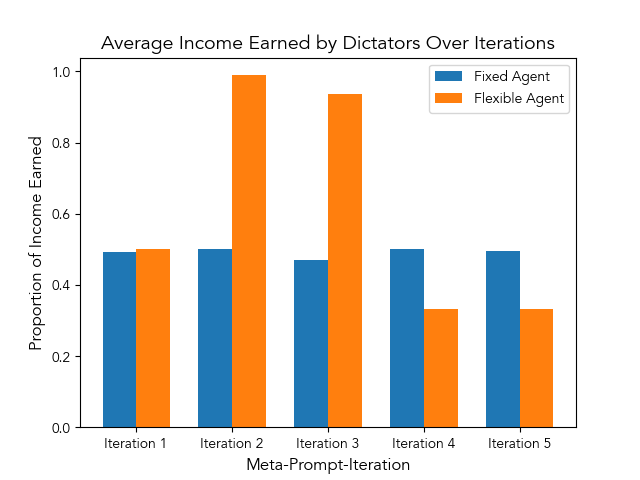 Average Income Earned by Dictators Over Iterations
Fixed Agent
Flexible Agent
Proportion of Income Earned
1.0
0.8
0.6
0.4
0.2
0.0
Iteration 1 Iteration 2 Iteration 3 Iteration 4 Iteration 5
Meta-Prompt-Iteration